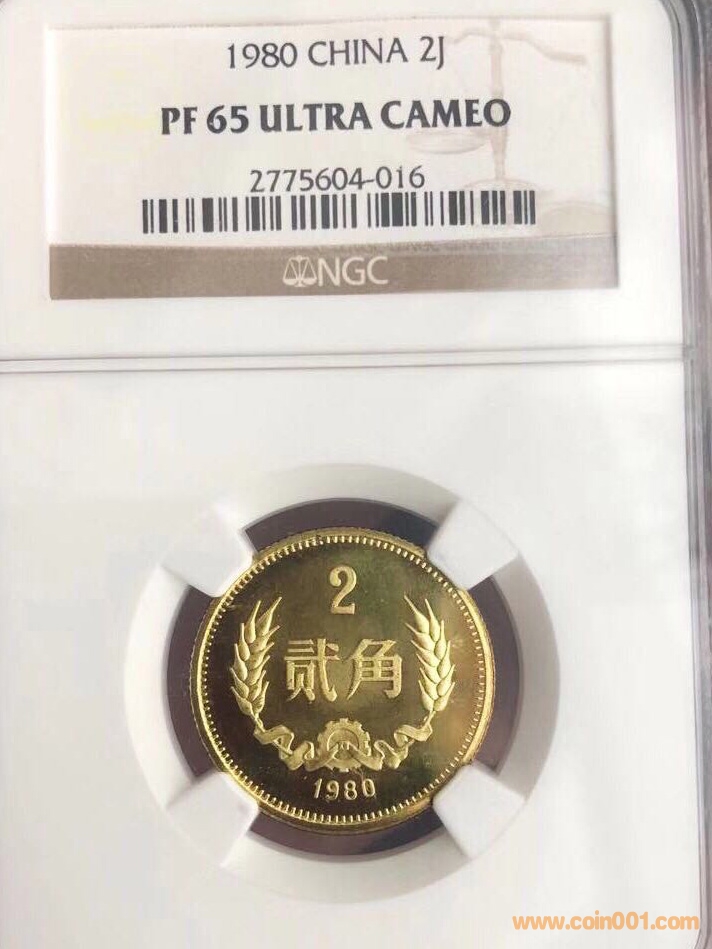 1980 CHINA 2J
PF 65 ULTRA CAMEO
2775604-016
NGC
2
贰角
1980
www.coin001.com